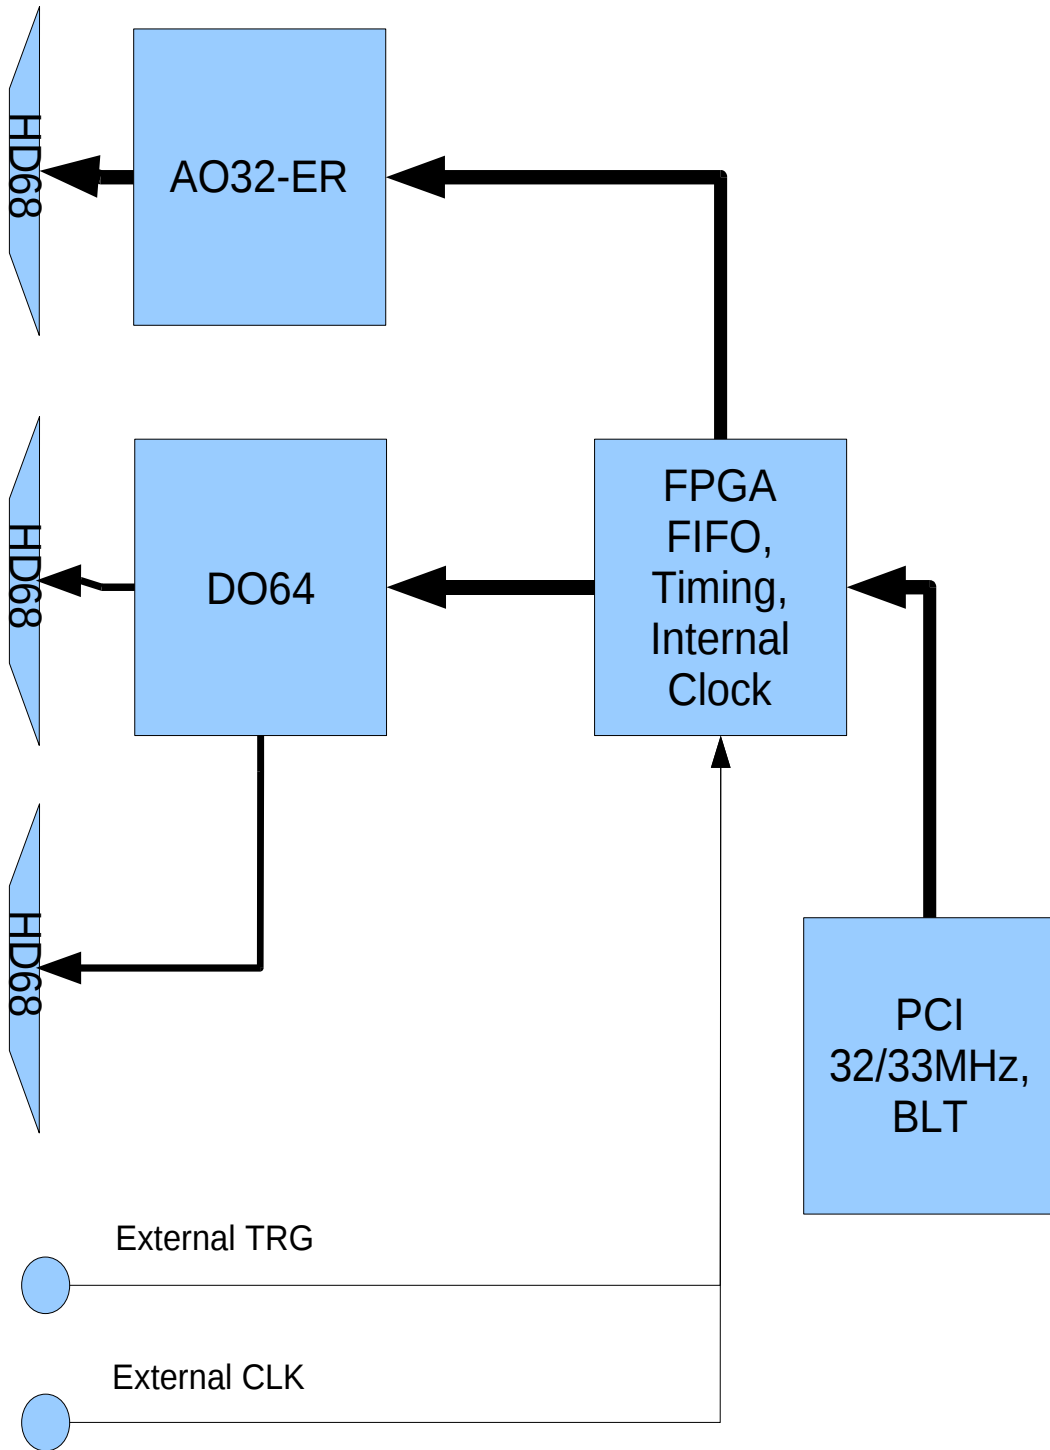 HD68
AO32-ER
HD68
DO64
FPGA
FIFO,
Timing,
Internal
Clock
HD68
PCI
32/33MHz,
BLT
External TRG
External CLK